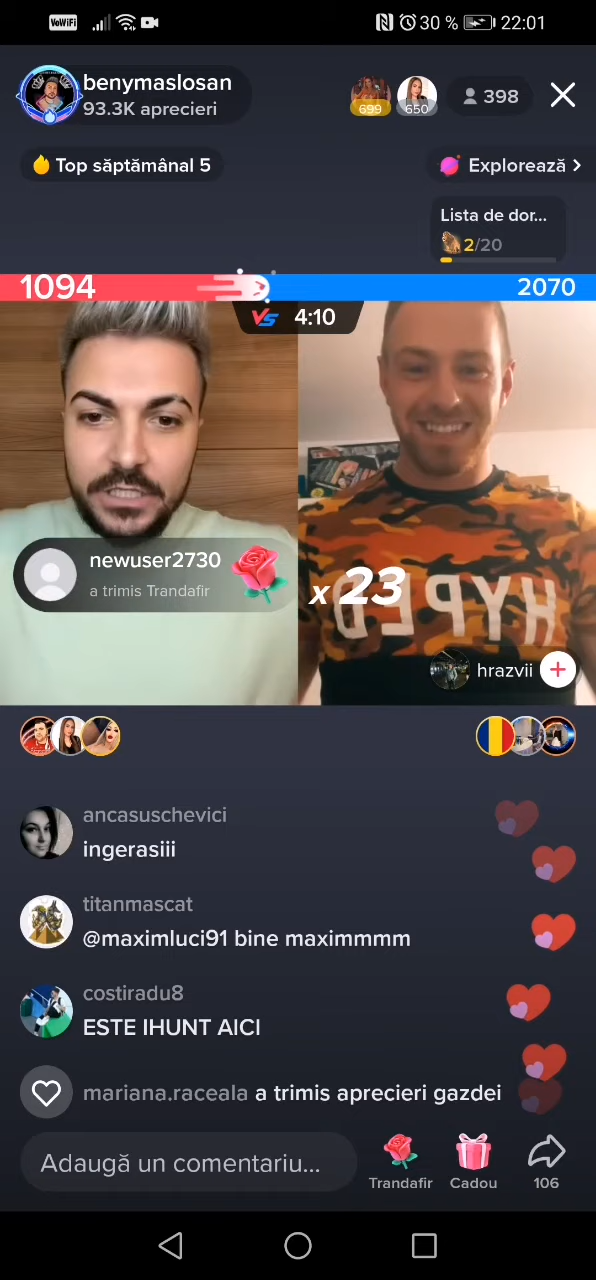 VoWiFi
30 %
22:01
benymaslosan
93.3K aprecieri
699
650
398
Top săptămânal 5
Explorează
Lista de dor...
2/20
1094
2070
VS 4:10
newuser2730
a trimis Trandafir
x 23
HYPED
hrazvii
ancasuschevici
ingerasiii
titanmascat
@maximluci91 bine maximmmm
costiradu8
ESTE IHUNT AICI
mariana.raceala a trimis aprecieri gazdei
Adaugă un comentariu...
Trandafir
Cadou
106